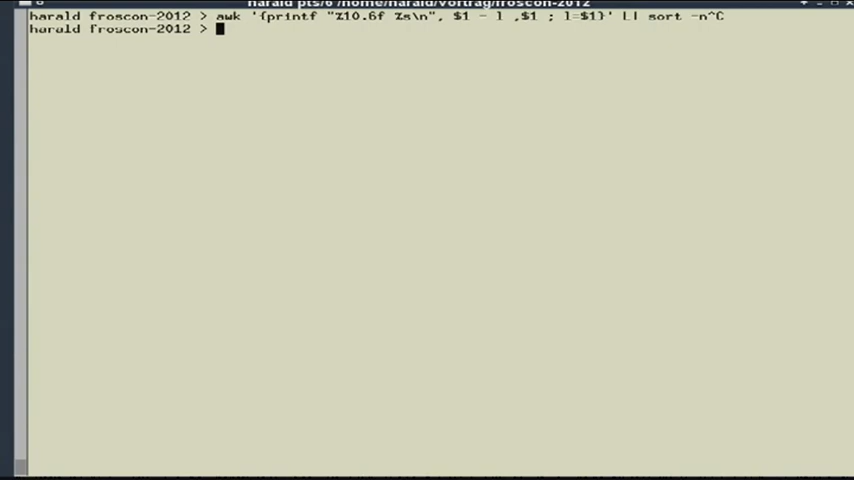 harald pts/6 /home/harald/vortrag/froscon-2012
harald froscon-2012 > awk '{printf "%10.6f %s\n", $1 - l ,$1 ; l=$1}' LI sort -n^C
harald froscon-2012 >